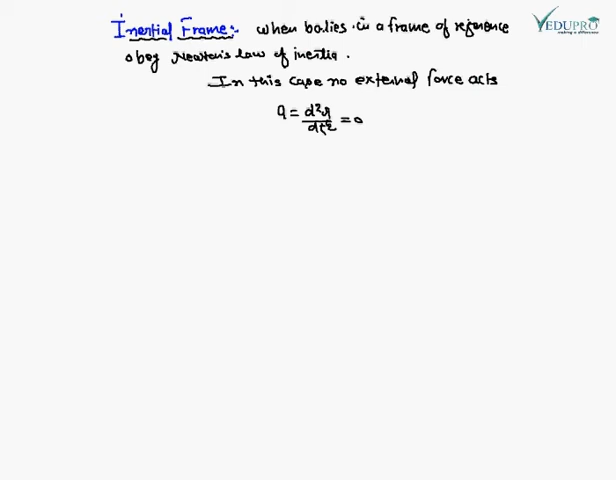 Inertial Frame:- when bodies in a frame of reference
obey Newton's law of inertia.
In this case no external force acts
a = d²r/dt² = 0
VEDUPRO
making a difference